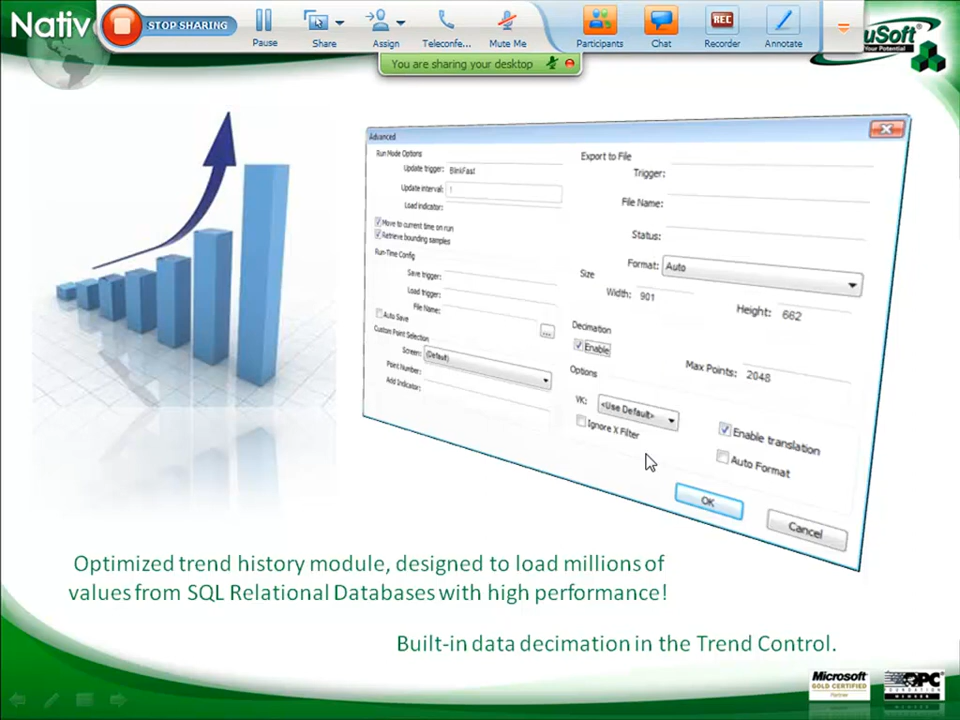 Nativ
STOP SHARING
Pause
Share
Assign
Teleconfe...
Mute Me
Participants
Chat
REC
Recorder
Annotate
uSoft
Your Potential
You are sharing your desktop
Advanced
Run Mode Options
Update trigger: BlinkFast
Update interval:
Load indicator:
Move to current time on run
Retrieve bounding samples
Run-Time Config
Save trigger:
Load trigger:
File Name:
Auto Save
...
Custom Point Selection
Screen: (Default)
Point Number:
Add Indicator:
Export to File
Trigger:
File Name:
Status:
Format: Auto
Size
Width: 901
Height: 662
Decimation
Enable
Max Points: 2048
Options
VK: <Use Default>
Enable translation
Ignore X Filter
Auto Format
OK
Cancel
Optimized trend history module, designed to load millions of
values from SQL Relational Databases with high performance!
Built-in data decimation in the Trend Control.
Microsoft
GOLD CERTIFIED
Partner
OPC
FOUNDATION
MEMBER